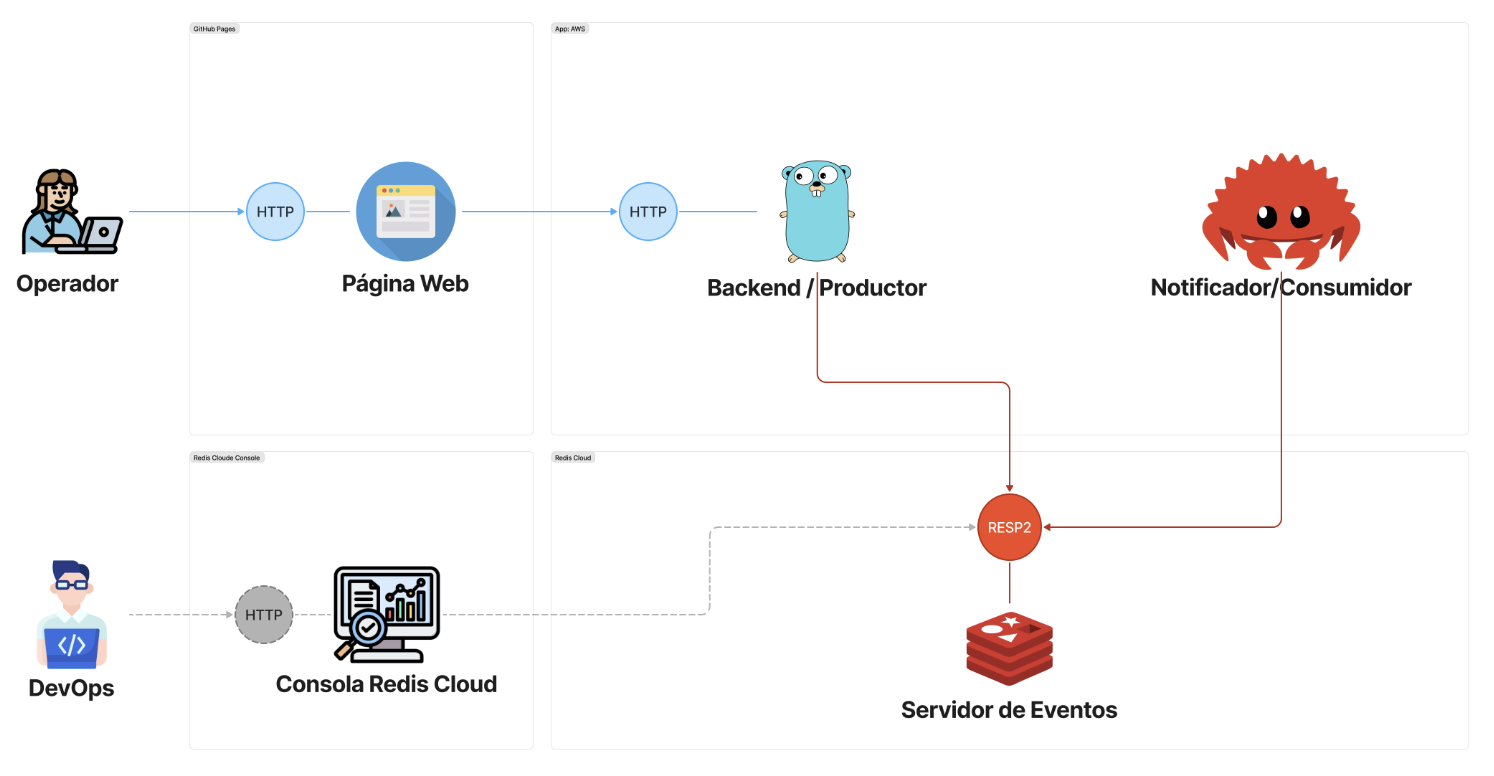 GitHub Pages
App: AWS
HTTP
HTTP
Operador
Página Web
Backend / Productor
Notificador/Consumidor
Redis Cloude Console
Redis Cloud
RESP2
HTTP
</>
DevOps
Consola Redis Cloud
Servidor de Eventos